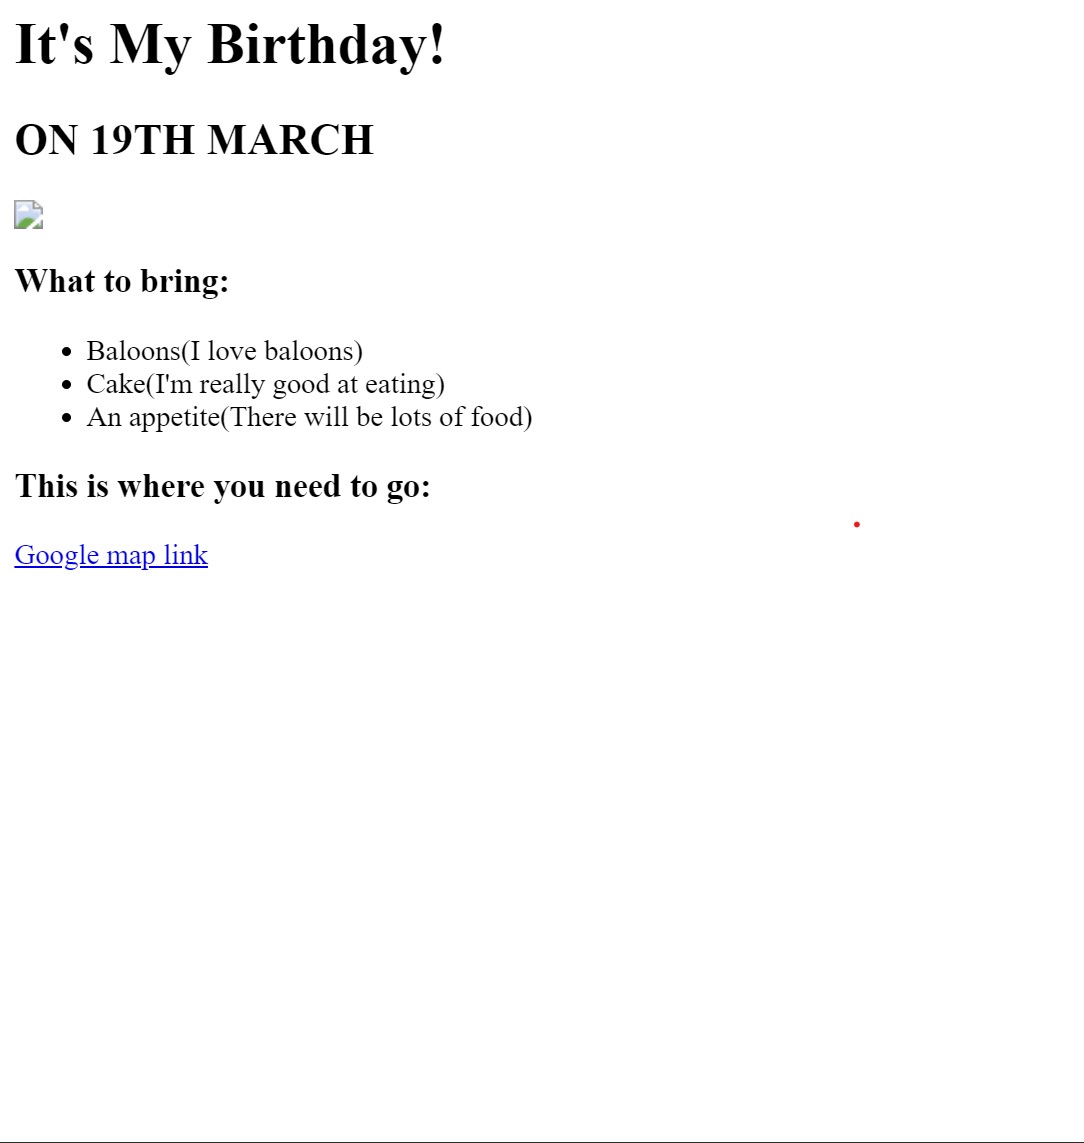 It's My Birthday!
ON 19TH MARCH
What to bring:
Baloons(I love baloons)
Cake(I'm really good at eating)
An appetite(There will be lots of food)
This is where you need to go:
Google map link